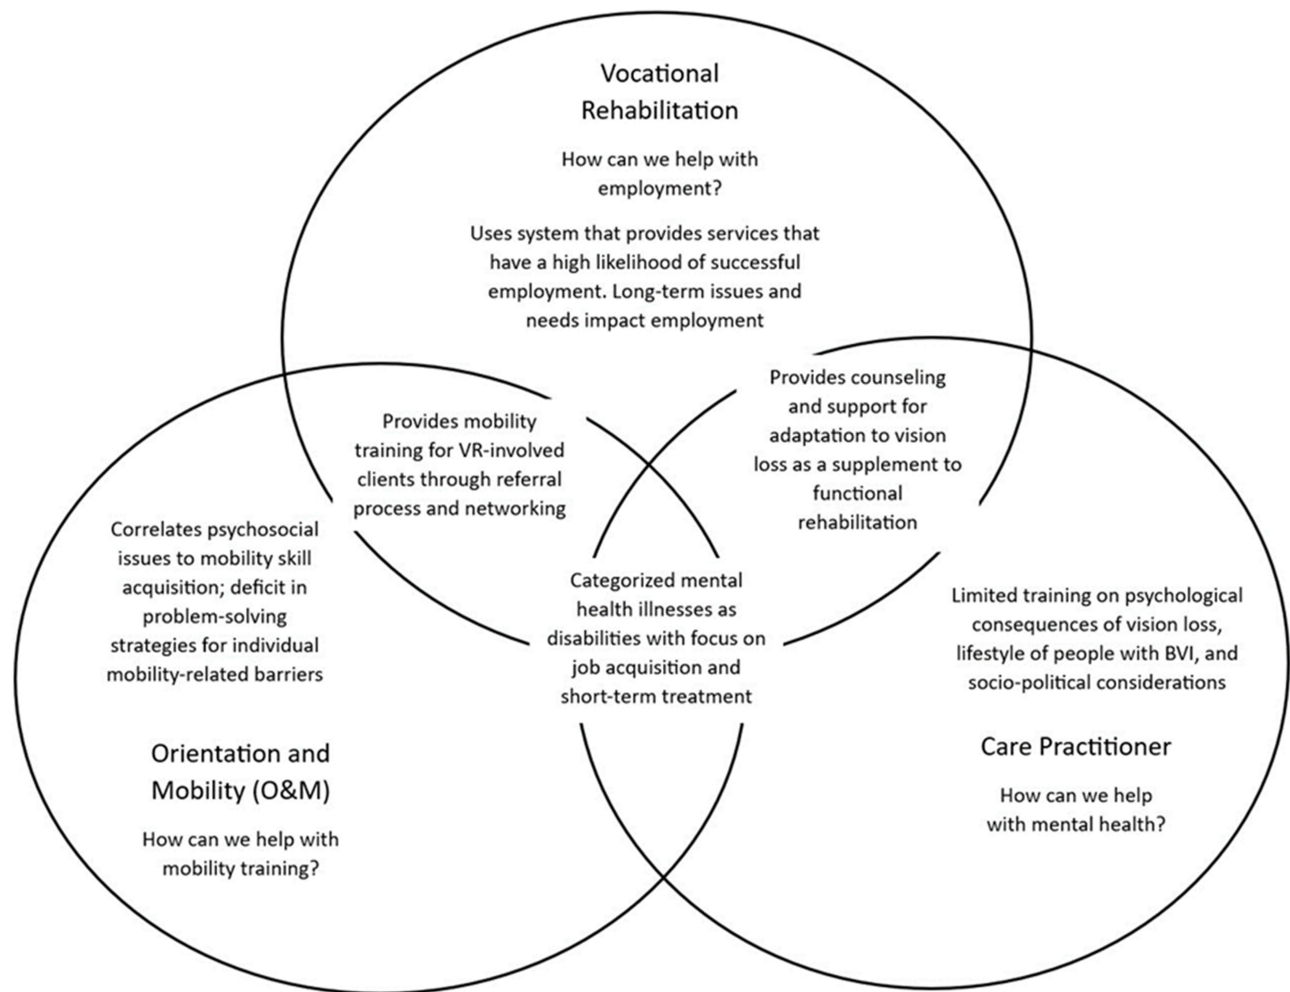 Vocational
Rehabilitation
How can we help with
employment?
Uses system that provides services that
have a high likelihood of successful
employment. Long-term issues and
needs impact employment
Provides mobility
training for VR-involved
clients through referral
process and networking
Provides counseling
and support for
adaptation to vision
loss as a supplement to
functional
rehabilitation
Correlates psychosocial
issues to mobility skill
acquisition; deficit in
problem-solving
strategies for individual
mobility-related barriers
Categorized mental
health illnesses as
disabilities with focus on
job acquisition and
short-term treatment
Limited training on psychological
consequences of vision loss,
lifestyle of people with BVI, and
socio-political considerations
Orientation and
Mobility (O&M)
How can we help with
mobility training?
Care Practitioner
How can we help
with mental health?